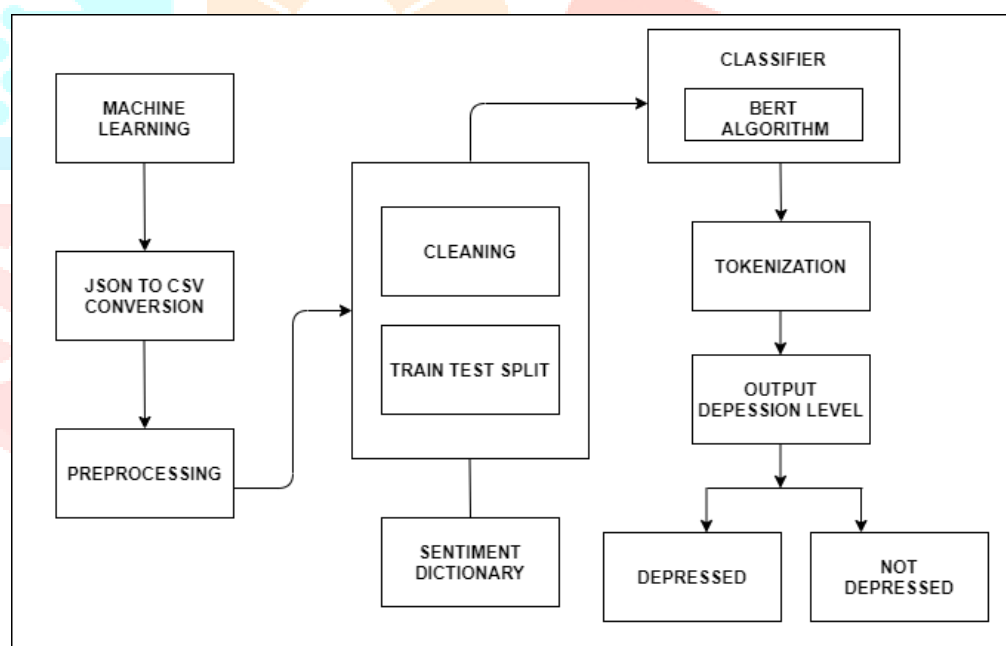 MACHINE
LEARNING
JSON TO CSV
CONVERSION
PREPROCESSING
CLEANING
TRAIN TEST SPLIT
SENTIMENT
DICTIONARY
CLASSIFIER
BERT
ALGORITHM
TOKENIZATION
OUTPUT
DEPESSION LEVEL
DEPRESSED
NOT
DEPRESSED